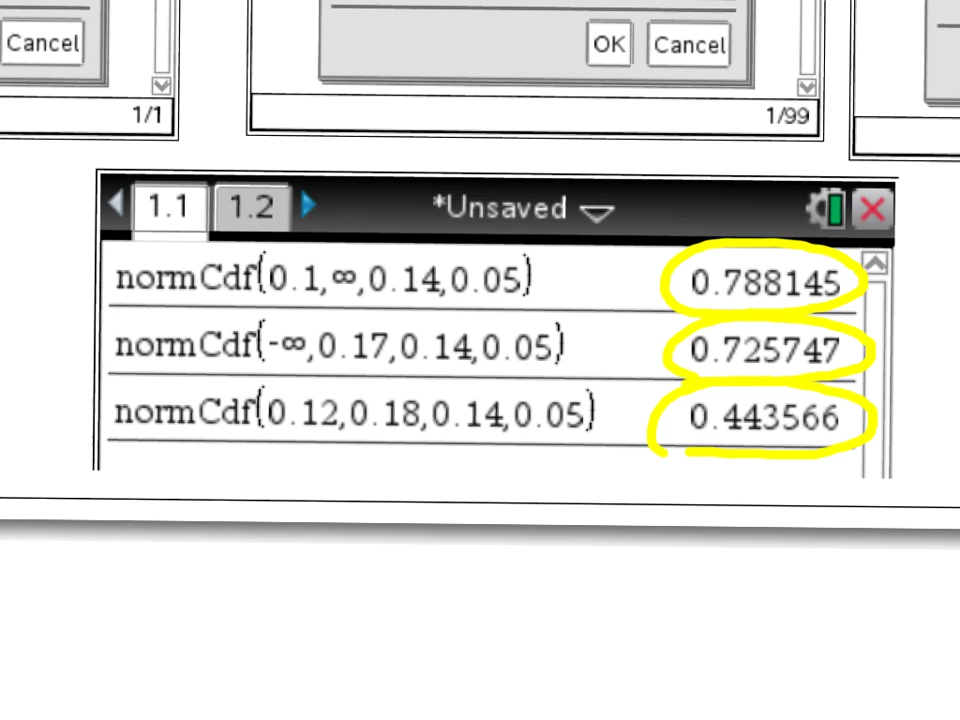 Cancel
OK Cancel
1/1
1/99
1.1 1.2 *Unsaved
normCdf(0.1,∞,0.14,0.05) 0.788145
normCdf(-∞,0.17,0.14,0.05) 0.725747
normCdf(0.12,0.18,0.14,0.05) 0.443566